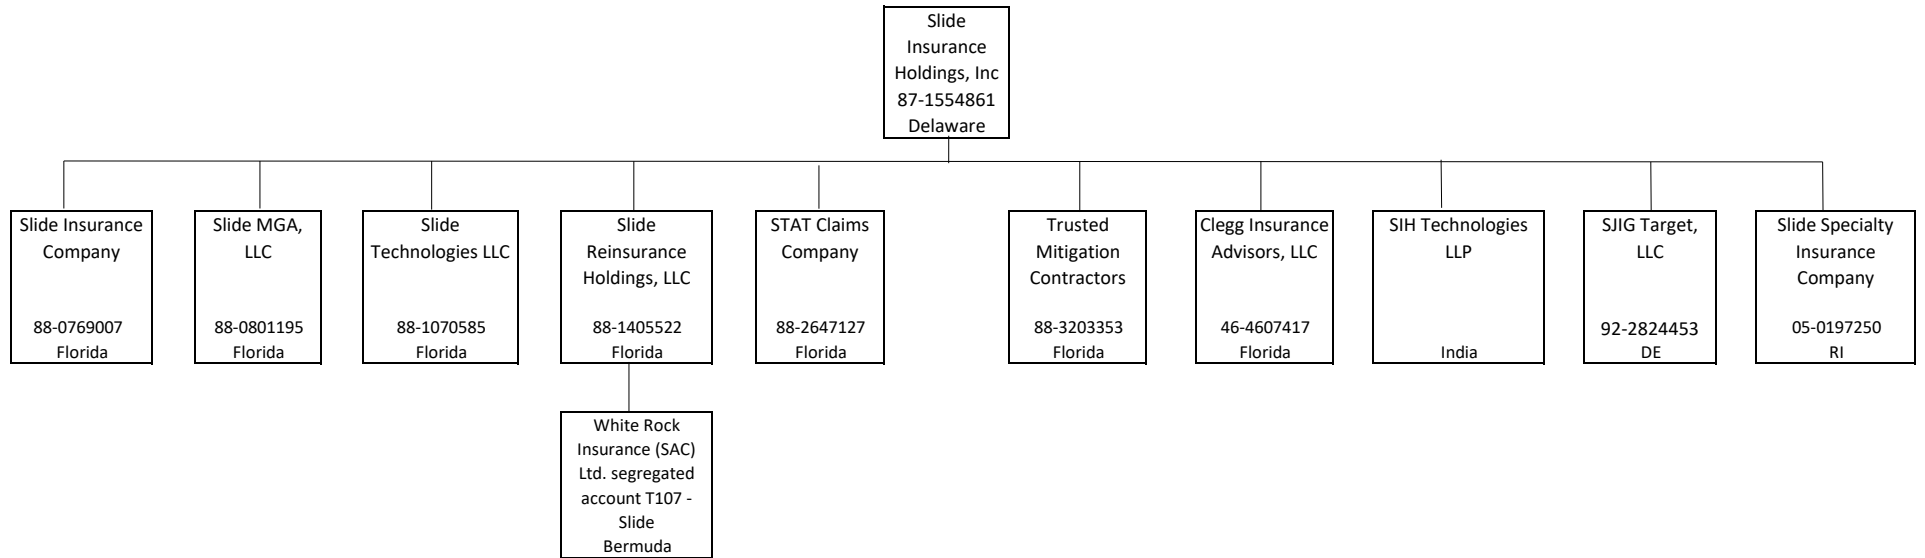 Slide
Insurance
Holdings, Inc
87-1554861
Delaware
Slide Insurance
Company
88-0769007
Florida
Slide MGA,
LLC
88-0801195
Florida
Slide
Technologies LLC
88-1070585
Florida
Slide
Reinsurance
Holdings, LLC
88-1405522
Florida
STAT Claims
Company
88-2647127
Florida
Trusted
Mitigation
Contractors
88-3203353
Florida
Clegg Insurance
Advisors, LLC
46-4607417
Florida
SIH Technologies
LLP
India
SJIG Target,
LLC
92-2824453
DE
Slide Specialty
Insurance
Company
05-0197250
RI
White Rock
Insurance (SAC)
Ltd. segregated
account T107 -
Slide
Bermuda